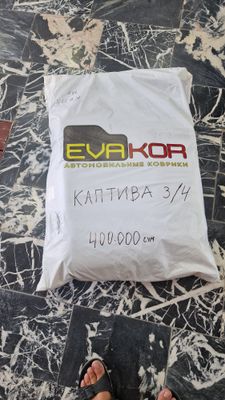 EVAKOR
АВТОМОБИЛЬНЫЕ КОВРИКИ
КАПТИВА 3/4
400.000 сум